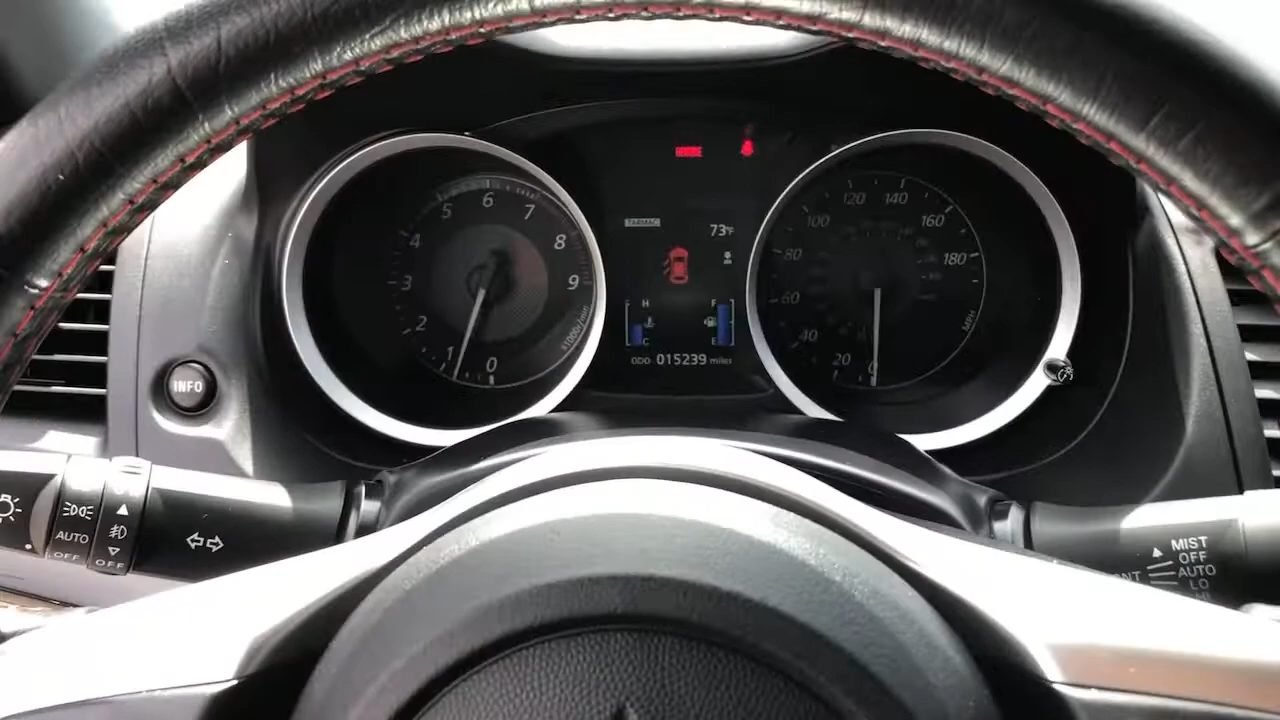 5 6 7
4 8
3 9
2
1 0
x1000r/min
TARMAC
73°F
H F
C E
ODO 015239 miles
120 140
100 160
80 180
60
40
20 0
MPH
INFO
AUTO
OFF
OFF
MIST
OFF
AUTO
LO